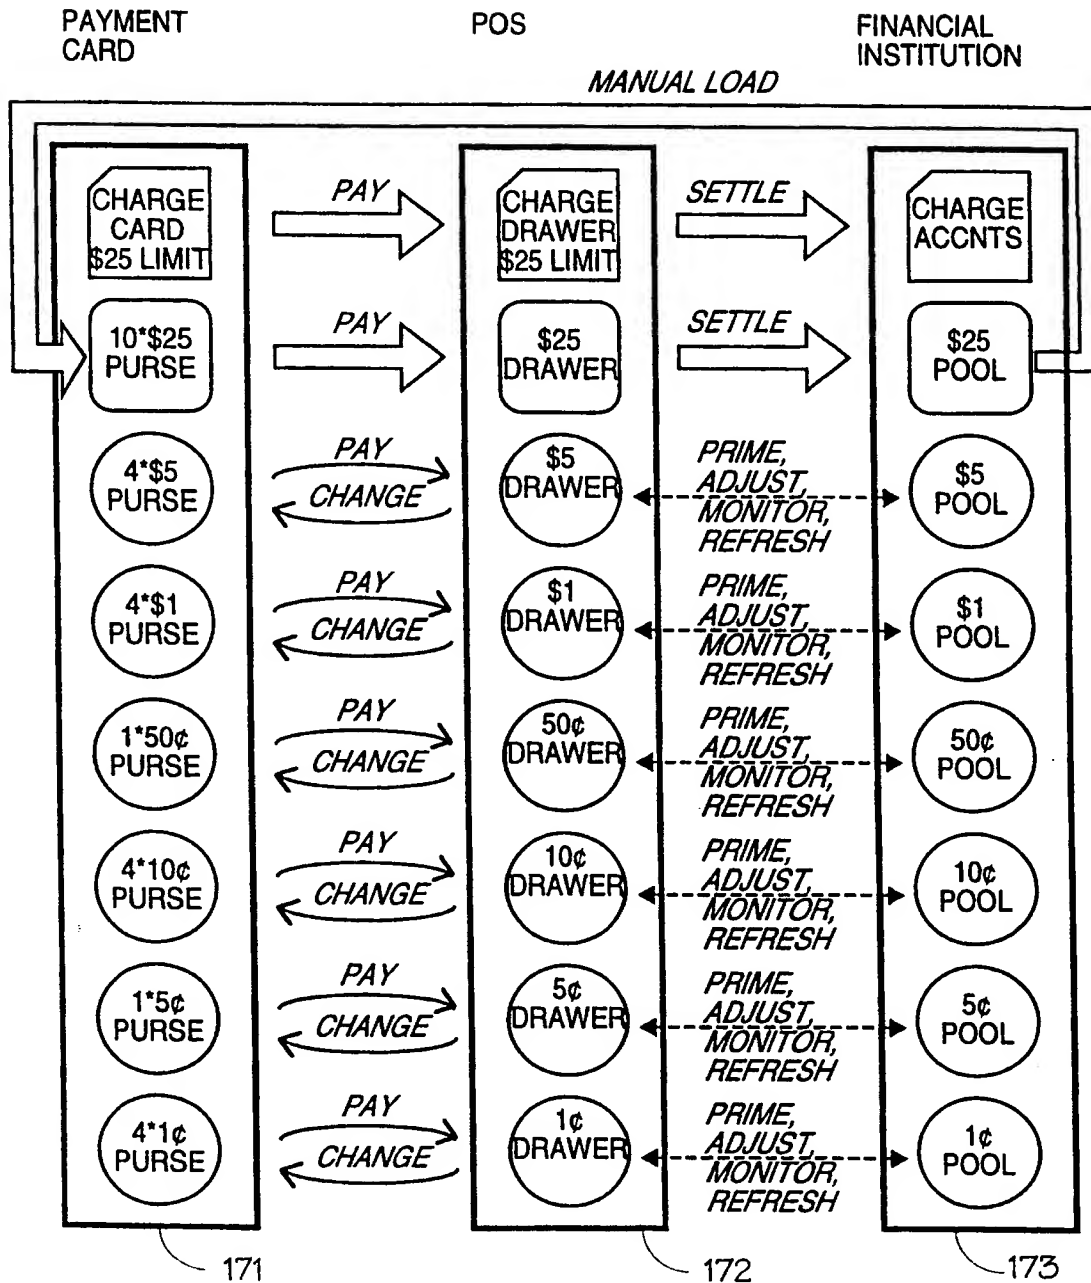 PAYMENT
CARD
POS
FINANCIAL
INSTITUTION
MANUAL LOAD
CHARGE
CARD
$25 LIMIT
PAY
CHARGE
DRAWER
$25 LIMIT
SETTLE
CHARGE
ACCNTS
10*$25
PURSE
PAY
$25
DRAWER
SETTLE
$25
POOL
4*$5
PURSE
PAY
CHANGE
$5
DRAWER
PRIME,
ADJUST,
MONITOR,
REFRESH
$5
POOL
4*$1
PURSE
PAY
CHANGE
$1
DRAWER
PRIME,
ADJUST,
MONITOR,
REFRESH
$1
POOL
1*50¢
PURSE
PAY
CHANGE
50¢
DRAWER
PRIME,
ADJUST,
MONITOR,
REFRESH
50¢
POOL
4*10¢
PURSE
PAY
CHANGE
10¢
DRAWER
PRIME,
ADJUST,
MONITOR,
REFRESH
10¢
POOL
1*5¢
PURSE
PAY
CHANGE
5¢
DRAWER
PRIME,
ADJUST,
MONITOR,
REFRESH
5¢
POOL
4*1¢
PURSE
PAY
CHANGE
1¢
DRAWER
PRIME,
ADJUST,
MONITOR,
REFRESH
1¢
POOL
171
172
173